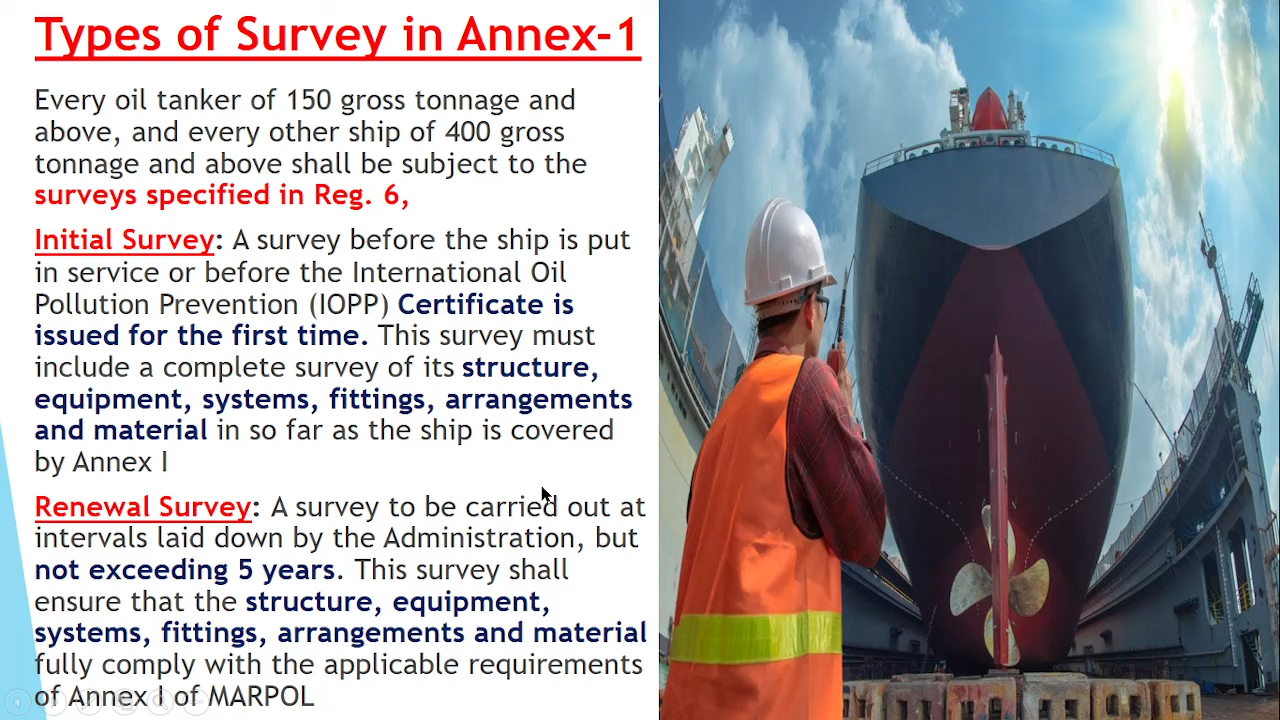 Types of Survey in Annex-1
Every oil tanker of 150 gross tonnage and
above, and every other ship of 400 gross
tonnage and above shall be subject to the
surveys specified in Reg. 6,
Initial Survey: A survey before the ship is put
in service or before the International Oil
Pollution Prevention (IOPP) Certificate is
issued for the first time. This survey must
include a complete survey of its structure,
equipment, systems, fittings, arrangements
and material in so far as the ship is covered
by Annex I
Renewal Survey: A survey to be carried out at
intervals laid down by the Administration, but
not exceeding 5 years. This survey shall
ensure that the structure, equipment,
systems, fittings, arrangements and material
fully comply with the applicable requirements
of Annex I of MARPOL